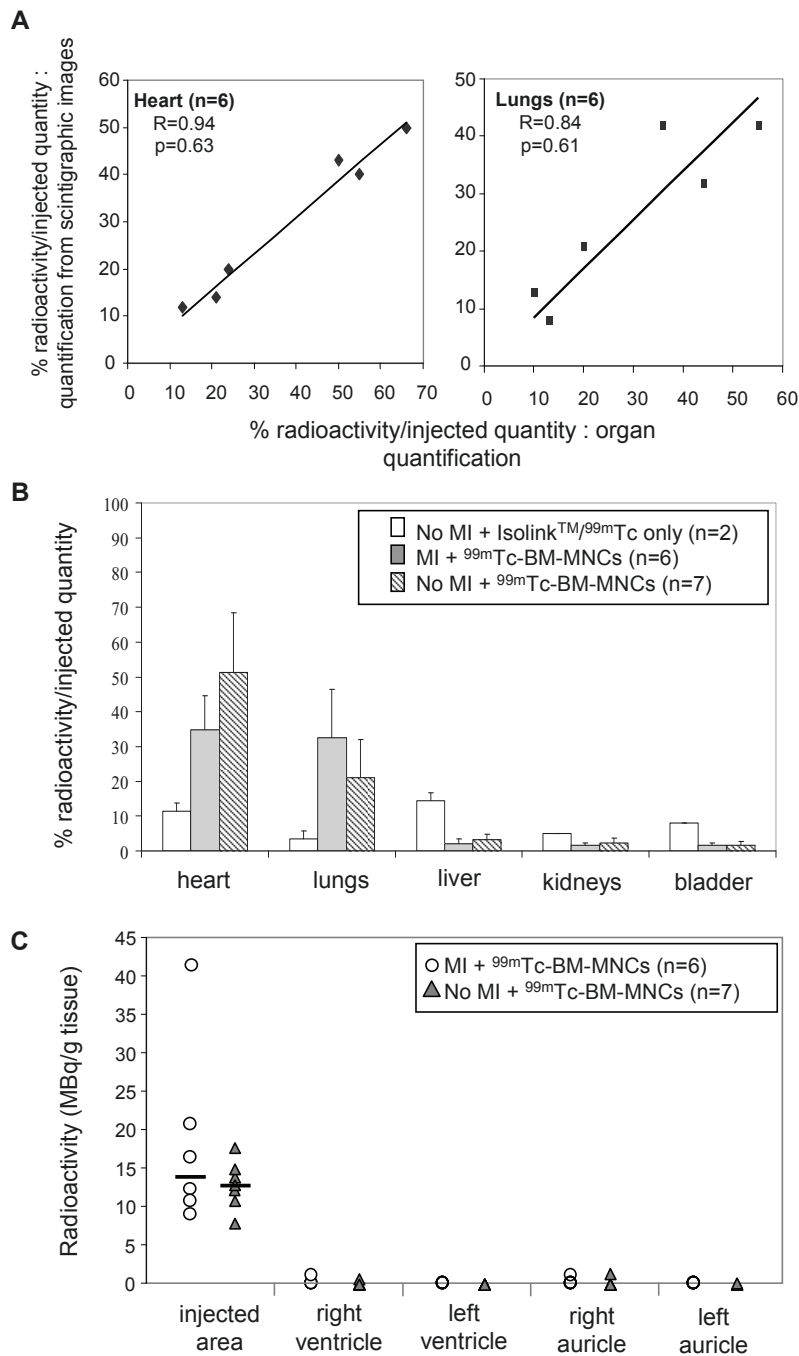 A
% radioactivity/injected quantity :
quantification from scintigraphic images
60
50
40
30
20
10
0
Heart (n=6)
R=0.94
p=0.63
0 10 20 30 40 50 60 70
50
40
30
20
10
0
Lungs (n=6)
R=0.84
p=0.61
0 10 20 30 40 50 60
% radioactivity/injected quantity : organ
quantification
B
% radioactivity/injected quantity
100
90
80
70
60
50
40
30
20
10
0
No MI + Isolink™/⁹⁹ᵐTc only (n=2)
MI + ⁹⁹ᵐTc-BM-MNCs (n=6)
No MI + ⁹⁹ᵐTc-BM-MNCs (n=7)
heart lungs liver kidneys bladder
C
Radioactivity (MBq/g tissue)
45
40
35
30
25
20
15
10
5
0
MI + ⁹⁹ᵐTc-BM-MNCs (n=6)
No MI + ⁹⁹ᵐTc-BM-MNCs (n=7)
injected right left right left
area ventricle ventricle auricle auricle